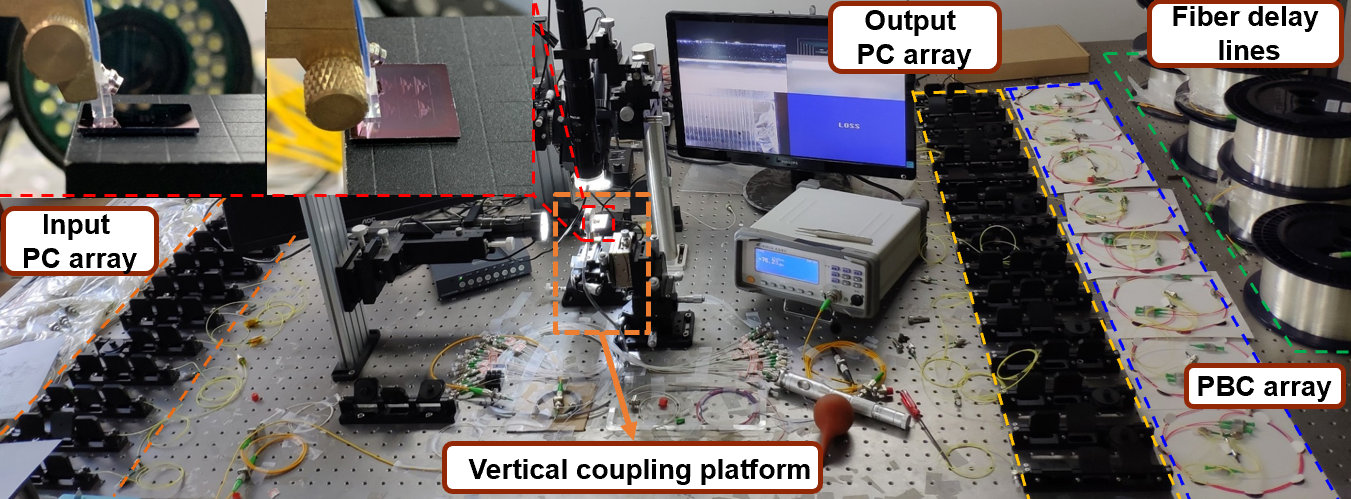 Output
PC array
Fiber delay
lines
Input
PC array
LOSS
PBC array
Vertical coupling platform